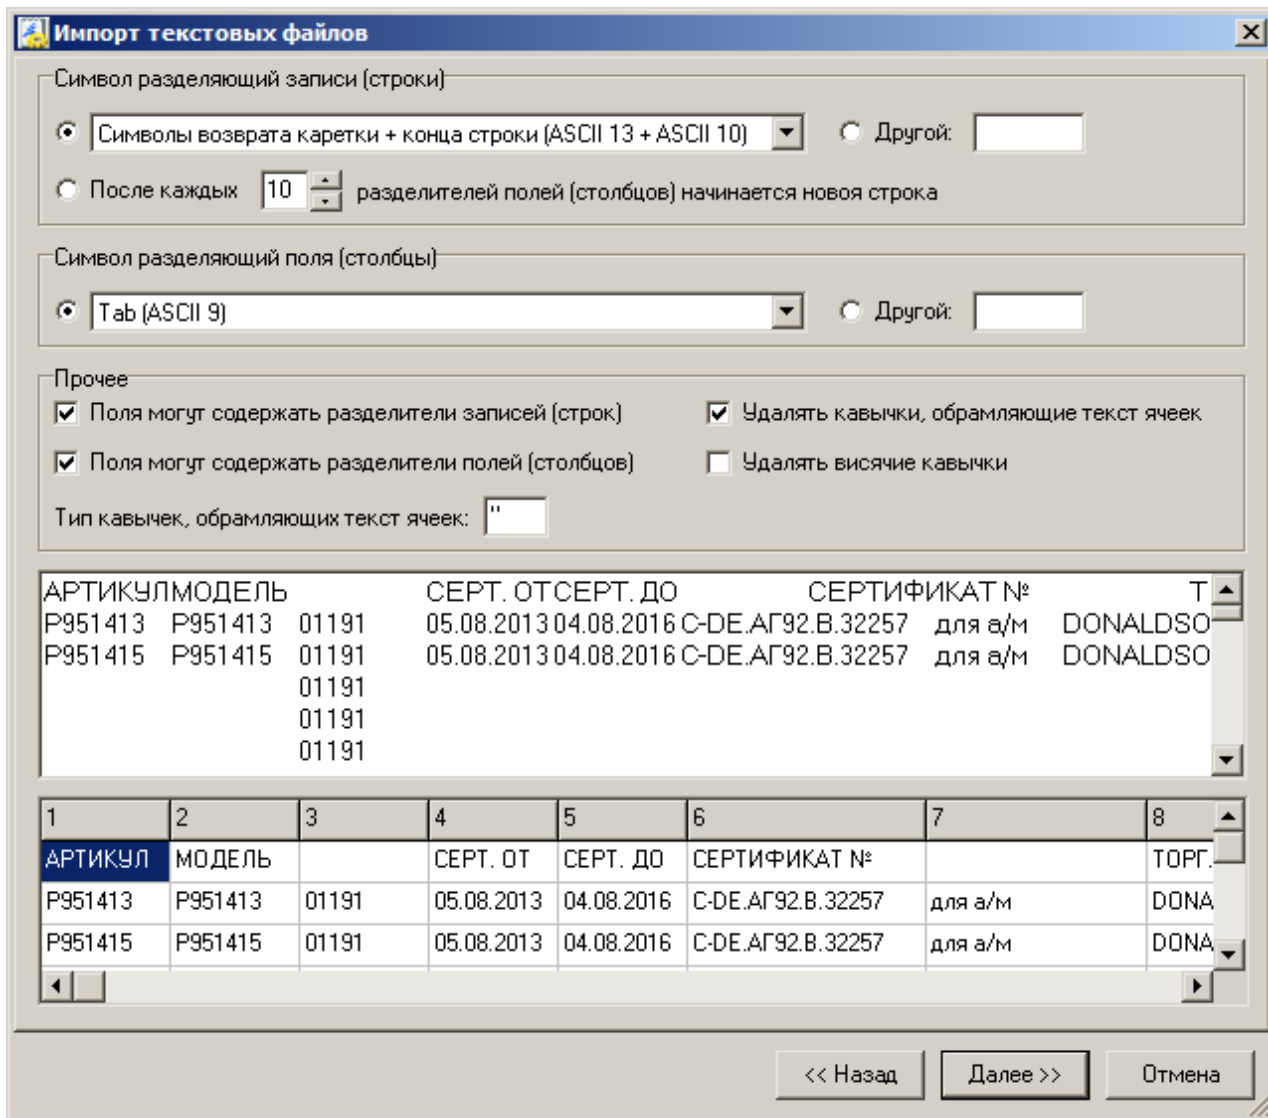 Импорт текстовых файлов
Символ разделяющий записи (строки)
Символы возврата каретки + конца строки (ASCII 13 + ASCII 10) Другой:
После каждых 10 разделителей полей (столбцов) начинается новоя строка
Символ разделяющий поля (столбцы)
Tab (ASCII 9) Другой:
Прочее
Поля могут содержать разделители записей (строк) Удалять кавычки, обрамляющие текст ячеек
Поля могут содержать разделители полей (столбцов) Удалять висячие кавычки
Тип кавычек, обрамляющих текст ячеек: "
АРТИКУЛ МОДЕЛЬ СЕРТ. ОТ СЕРТ. ДО СЕРТИФИКАТ № Т
P951413 P951413 01191 05.08.2013 04.08.2016 C-DE.АГ92.В.32257 для а/м DONALDSO
P951415 P951415 01191 05.08.2013 04.08.2016 C-DE.АГ92.В.32257 для а/м DONALDSO
01191
01191
01191
1 2 3 4 5 6 7 8
АРТИКУЛ МОДЕЛЬ СЕРТ. ОТ СЕРТ. ДО СЕРТИФИКАТ № ТОРГ.
P951413 P951413 01191 05.08.2013 04.08.2016 C-DE.АГ92.В.32257 для а/м DONA
P951415 P951415 01191 05.08.2013 04.08.2016 C-DE.АГ92.В.32257 для а/м DONA
<< Назад Далее >> Отмена